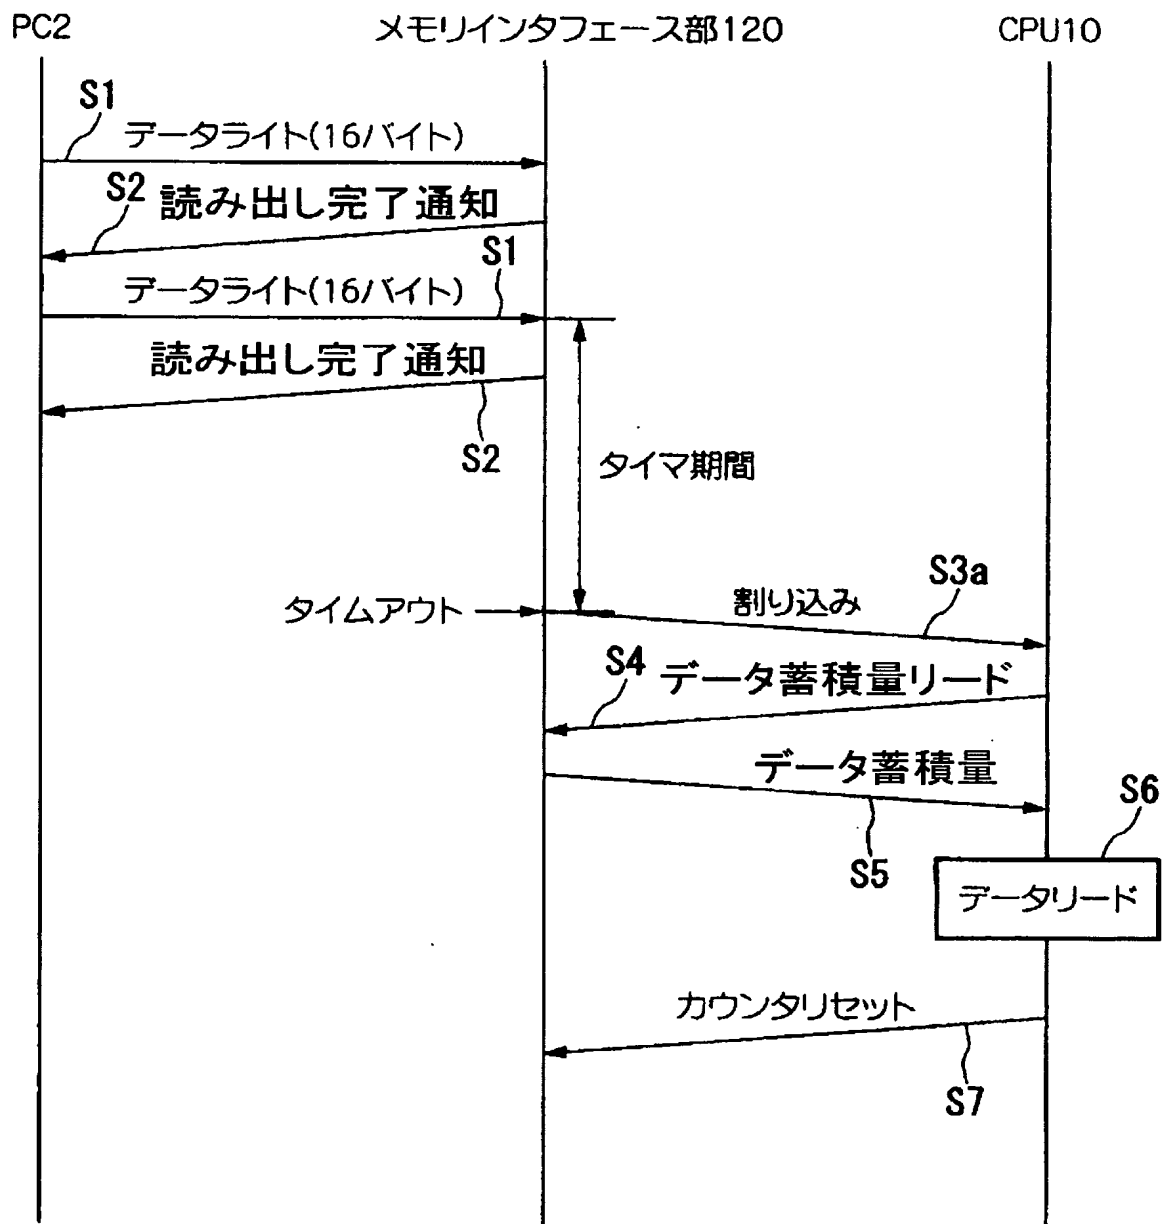 PC2
メモリインタフェース部120
CPU10
S1
データライト(16バイト)
S2
読み出し完了通知
S1
データライト(16バイト)
読み出し完了通知
S2
タイマ期間
S3a
タイムアウト
割り込み
S4
データ蓄積量リード
データ蓄積量
S6
S5
データリード
カウンタリセット
S7